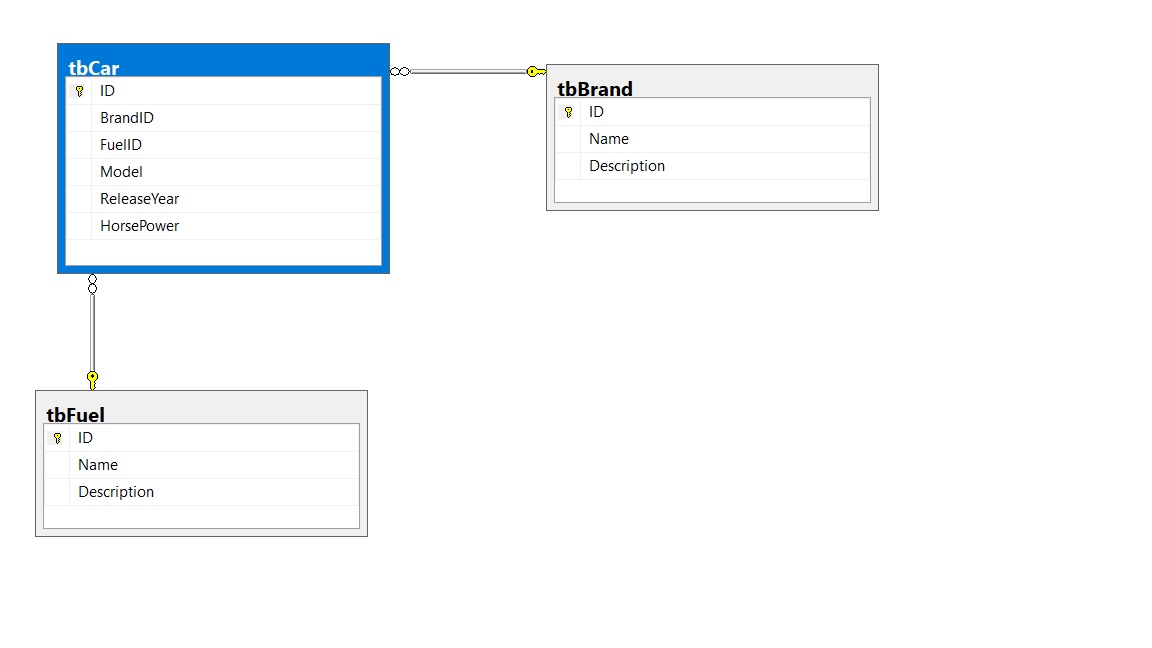 tbCar
ID
BrandID
FuelID
Model
ReleaseYear
HorsePower
tbBrand
ID
Name
Description
tbFuel
ID
Name
Description